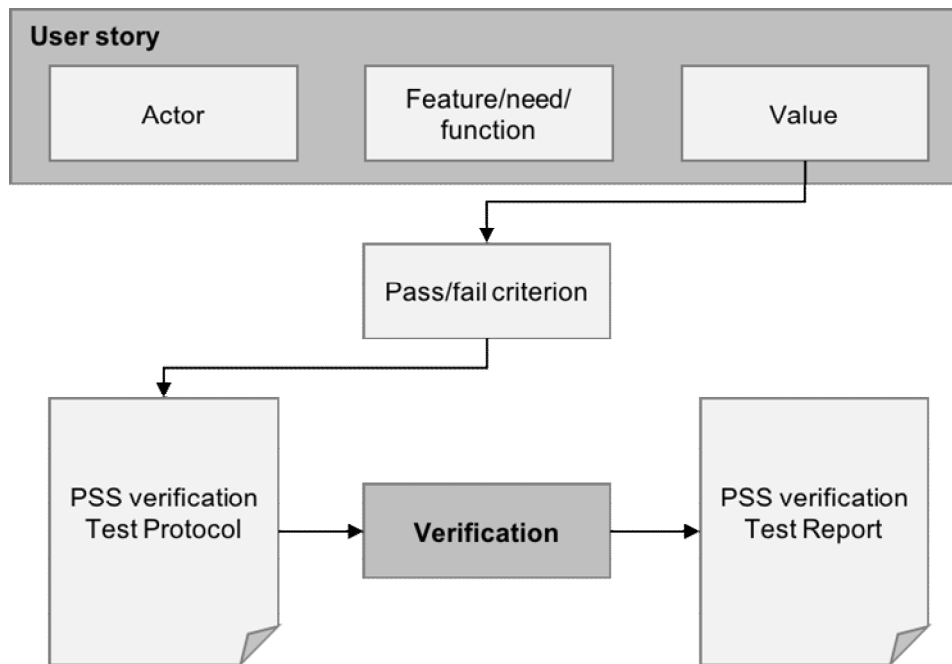 User story
Actor
Feature/need/
function
Value
Pass/fail criterion
PSS verification
Test Protocol
Verification
PSS verification
Test Report